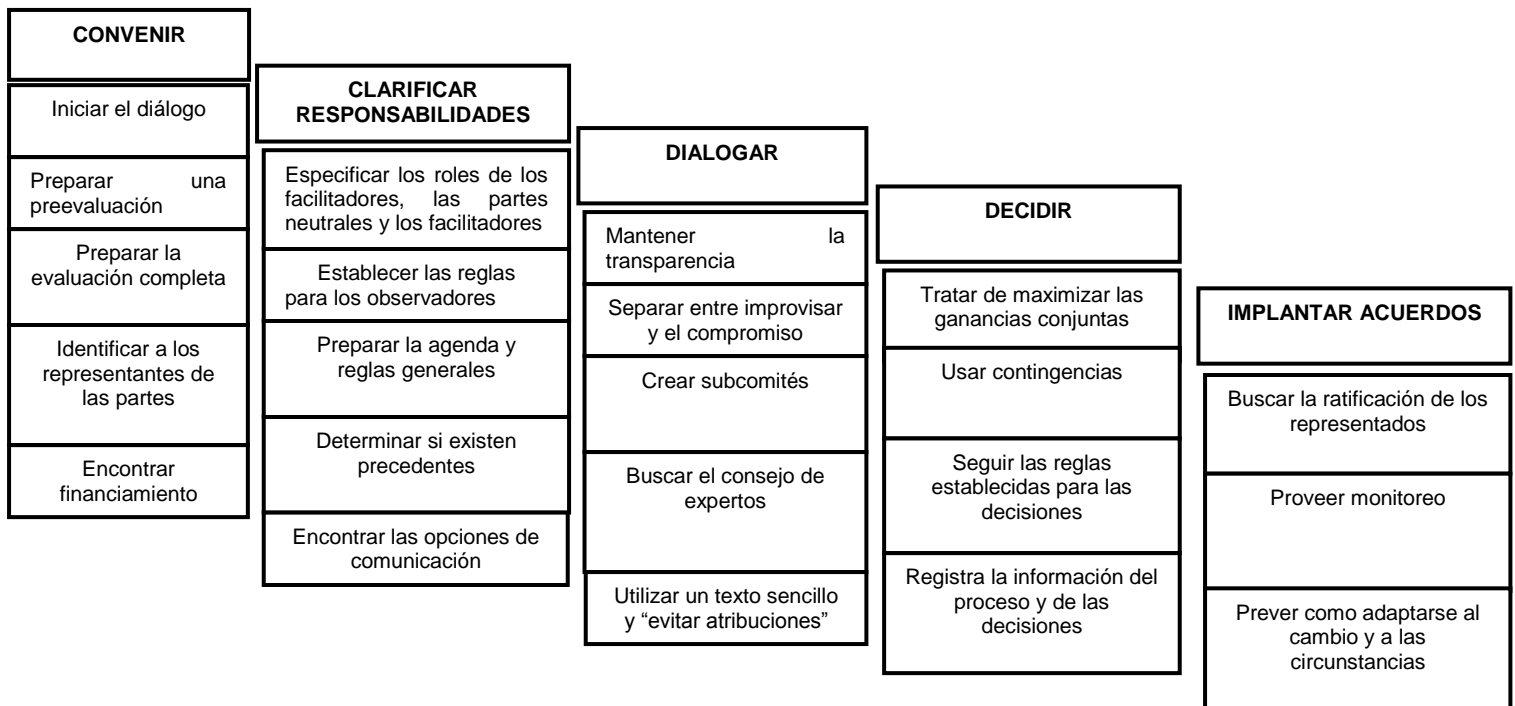 CONVENIR
Iniciar el diálogo
Preparar una
preevaluación
Preparar la
evaluación completa
Identificar a los
representantes de
las partes
Encontrar
financiamiento
CLARIFICAR
RESPONSABILIDADES
Especificar los roles de los
facilitadores, las partes
neutrales y los facilitadores
Establecer las reglas
para los observadores
Preparar la agenda y
reglas generales
Determinar si existen
precedentes
Encontrar las opciones de
comunicación
DIALOGAR
Mantener la
transparencia
Separar entre improvisar
y el compromiso
Crear subcomités
Buscar el consejo de
expertos
Utilizar un texto sencillo
y “evitar atribuciones”
DECIDIR
Tratar de maximizar las
ganancias conjuntas
Usar contingencias
Seguir las reglas
establecidas para las
decisiones
Registra la información del
proceso y de las
decisiones
IMPLANTAR ACUERDOS
Buscar la ratificación de los
representados
Proveer monitoreo
Prever como adaptarse al
cambio y a las
circunstancias